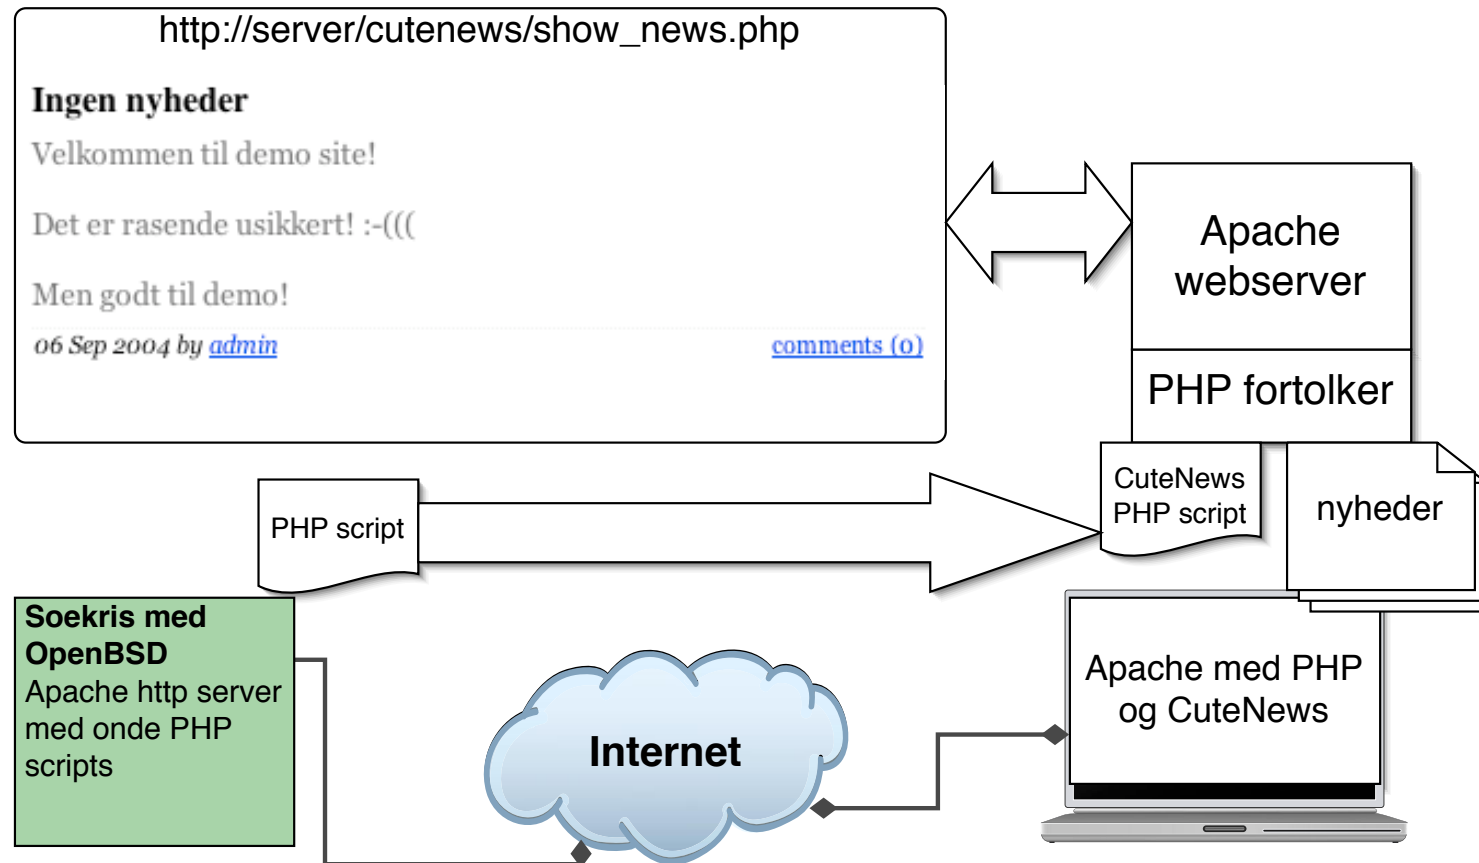 http://server/cutenews/show_news.php
Ingen nyheder
Velkommen til demo site!
Det er rasende usikkert! :-(((
Men godt til demo!
06 Sep 2004 by admin
comments (0)
Apache
webserver
PHP fortolker
CuteNews
PHP script
nyheder
PHP script
Soekris med
OpenBSD
Apache http server
med onde PHP
scripts
Internet
Apache med PHP
og CuteNews